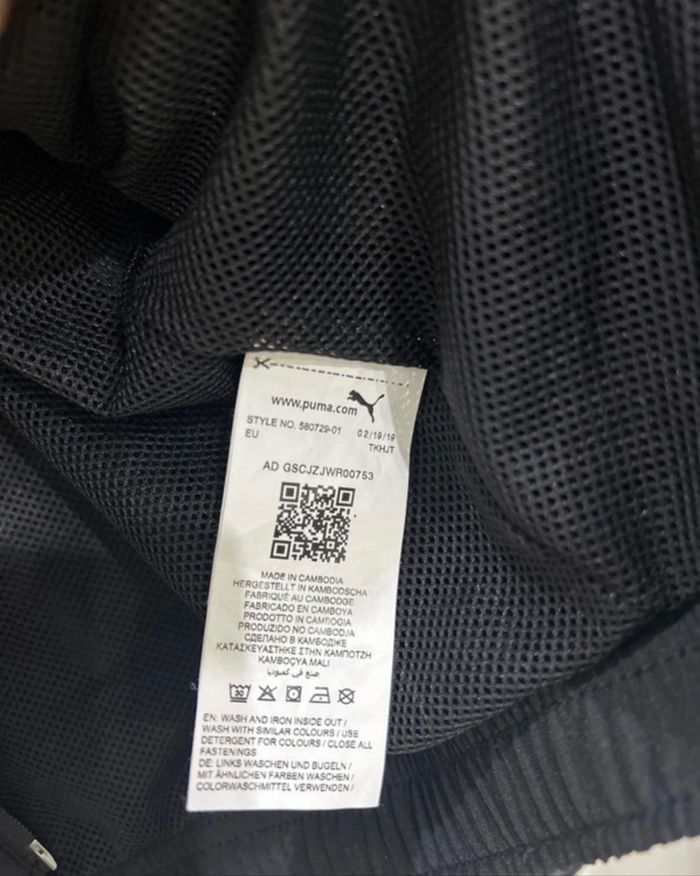 www.puma.com
STYLE NO. 580729-01 02/19/19
EU TKHJT
AD GSCJZJWR00753
MADE IN CAMBODIA
HERGESTELLT IN KAMBODSCHA
FABRIQUÉ AU CAMBODGE
FABRICADO EN CAMBOYA
PRODOTTO IN CAMBOGIA
PRODUZIDO NO CAMBODJA
СДЕЛАНО В КАМБОДЖЕ
ΚΑΤΑΣΚΕΥΑΣΤΗΚΕ ΣΤΗΝ ΚΑΜΠΟΤΖΗ
KAMBOÇYA MALI
صنع في كمبوديا
30
EN: WASH AND IRON INSIDE OUT /
WASH WITH SIMILAR COLOURS / USE
DETERGENT FOR COLOURS / CLOSE ALL
FASTENINGS
DE: LINKS WASCHEN UND BUGELN /
MIT ÄHNLICHEN FARBEN WASCHEN /
COLORWASCHMITTEL VERWENDEN /